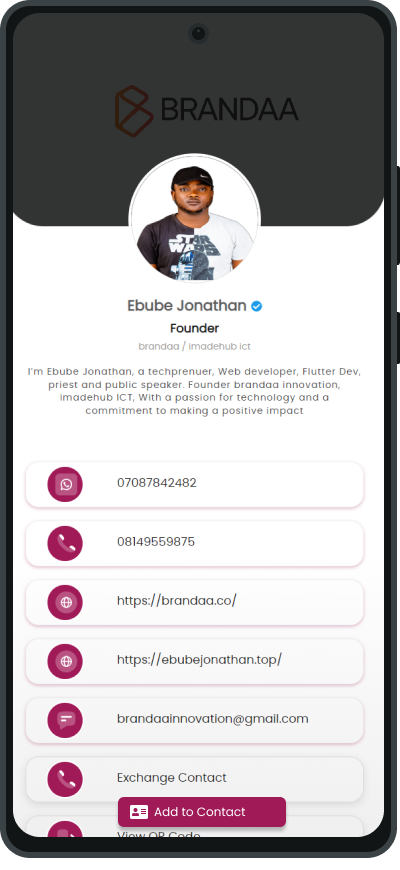 BRANDAA
STAR
WARS
Ebube Jonathan
Founder
brandaa / imadehub ict
I'm Ebube Jonathan, a techprenuer, Web developer, Flutter Dev,
priest and public speaker. Founder brandaa innovation,
imadehub ICT, With a passion for technology and a
commitment to making a positive impact
07087842482
08149559875
https://brandaa.co/
https://ebubejonathan.top/
brandaainnovation@gmail.com
Exchange Contact
Add to Contact
View QR Code